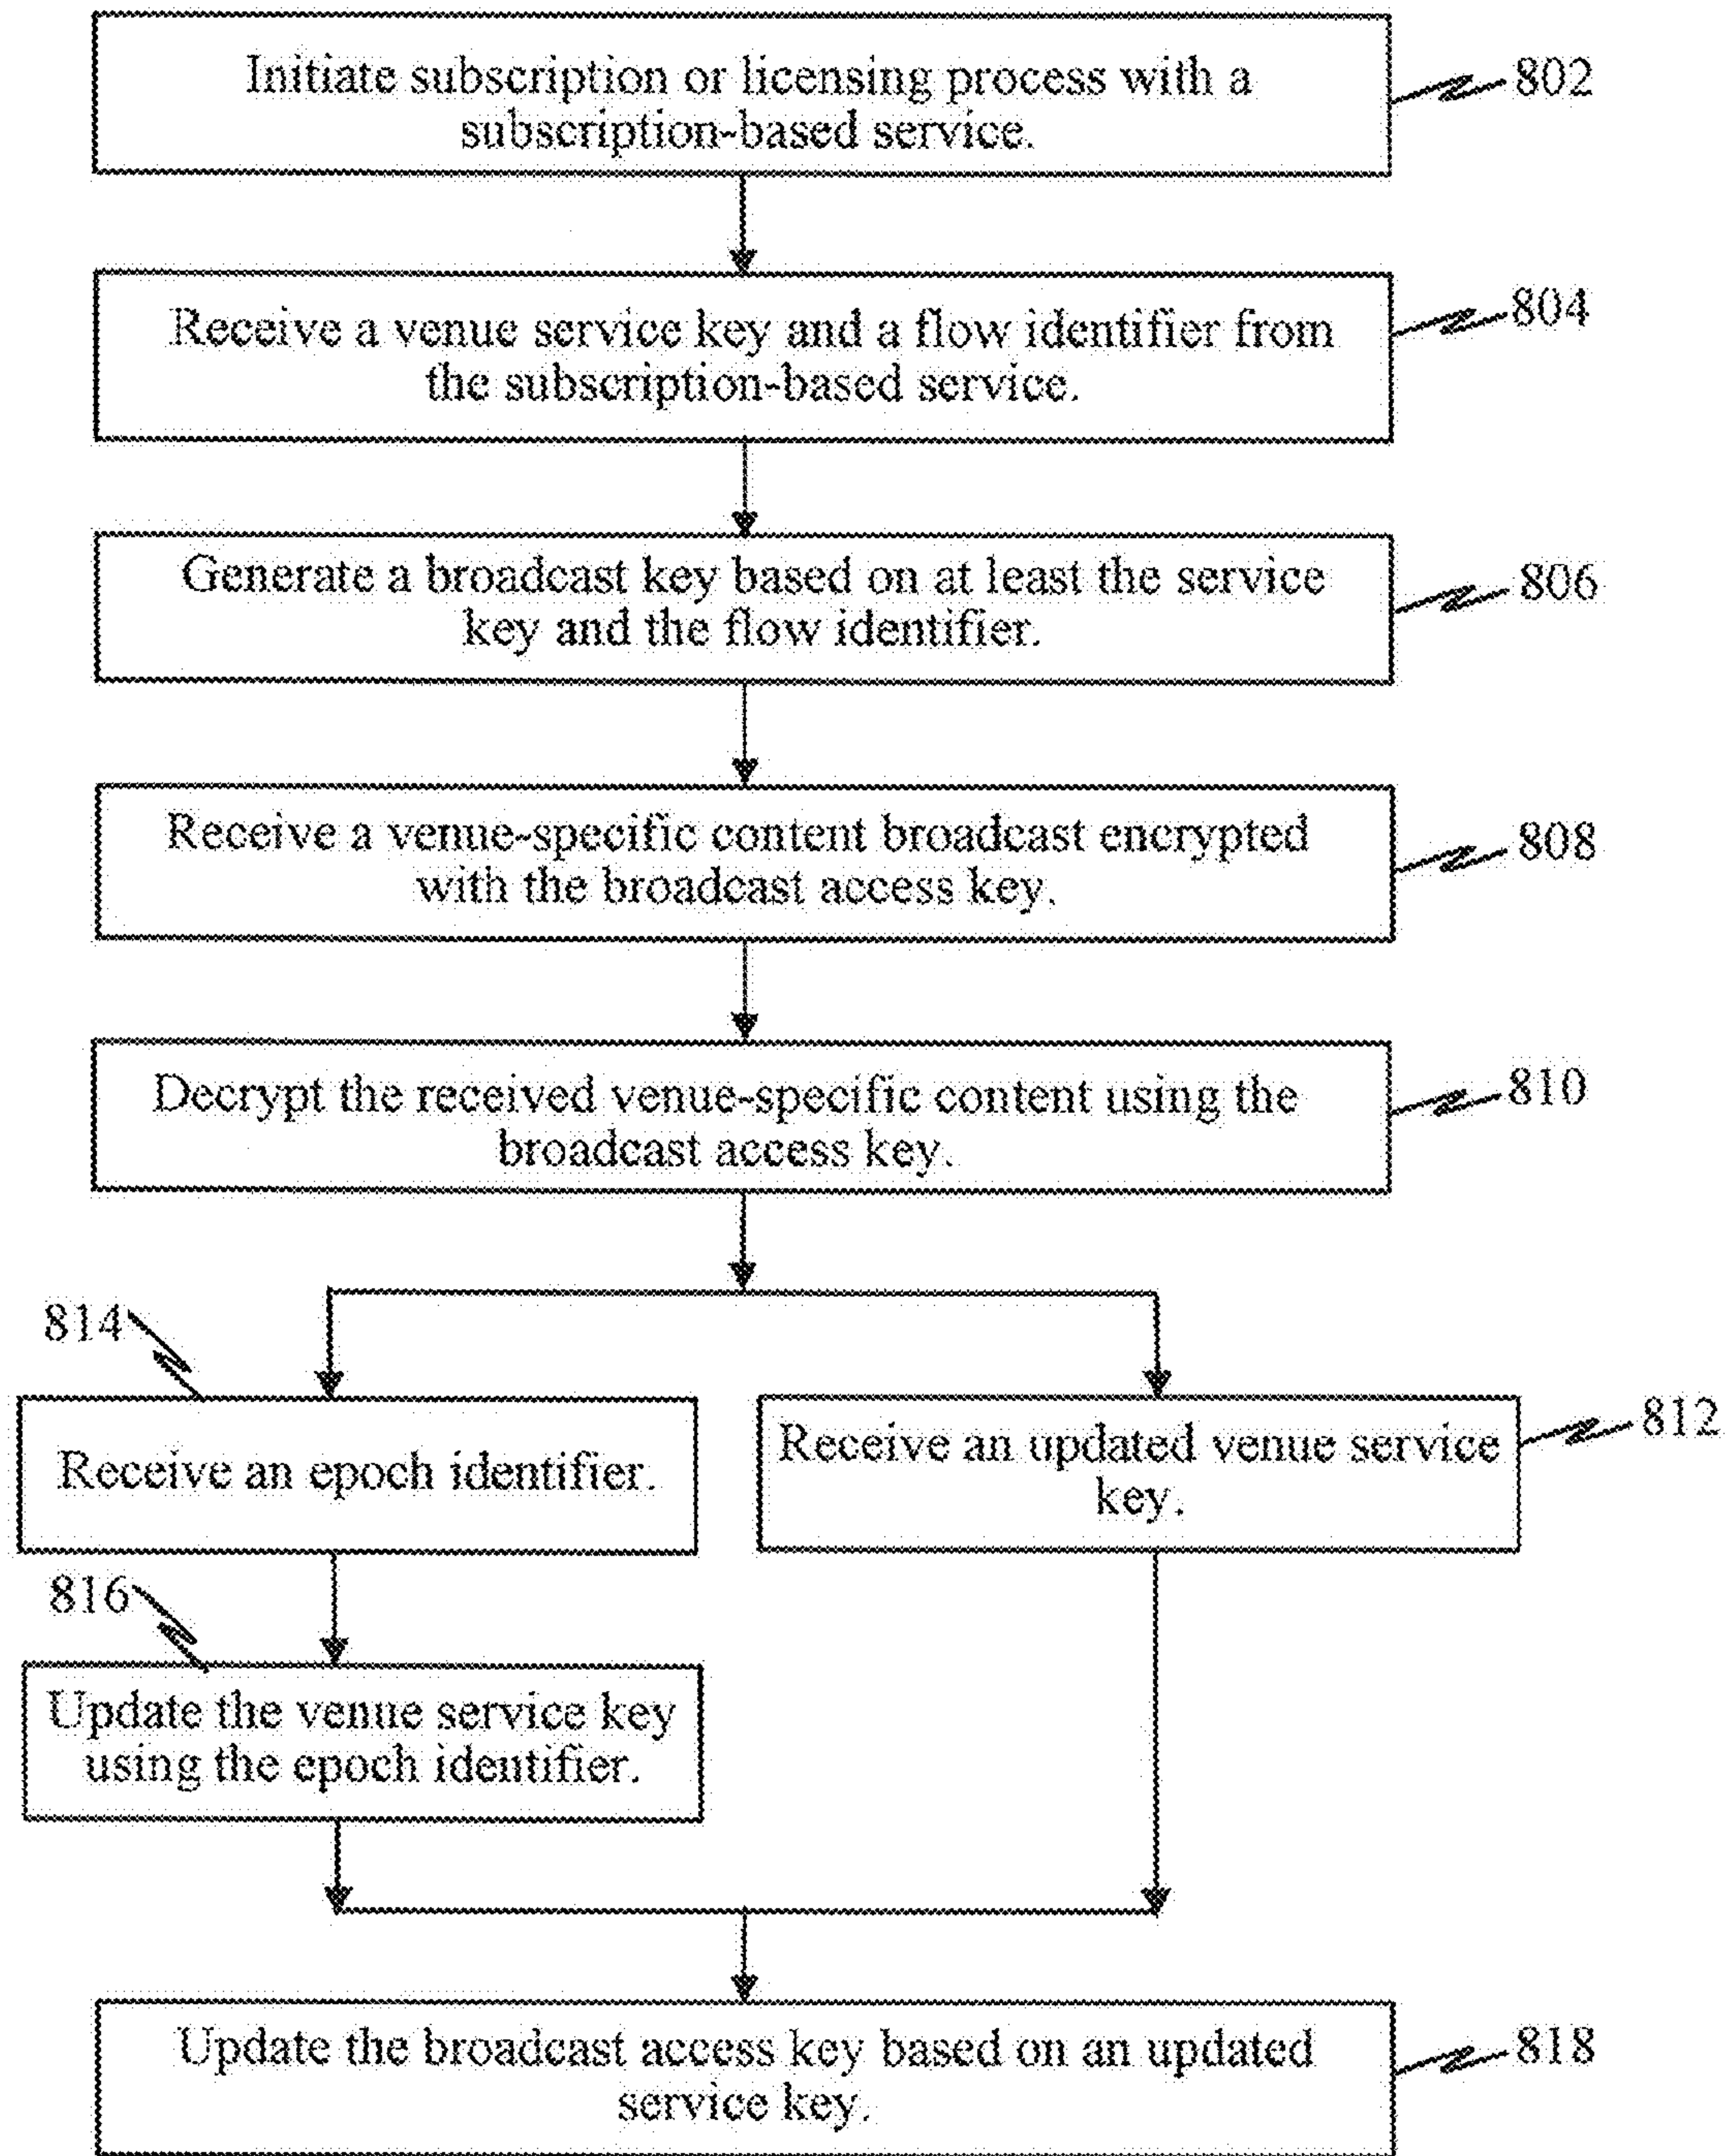 Initiate subscription or licensing process with a
subscription-based service.
802
Receive a venue service key and a flow identifier from
the subscription-based service.
804
Generate a broadcast key based on at least the service
key and the flow identifier.
806
Receive a venue-specific content broadcast encrypted
with the broadcast access key.
808
Decrypt the received venue-specific content using the
broadcast access key.
810
814
Receive an epoch identifier.
Receive an updated venue service
key.
812
816
Update the venue service key
using the epoch identifier.
Update the broadcast access key based on an updated
service key.
818